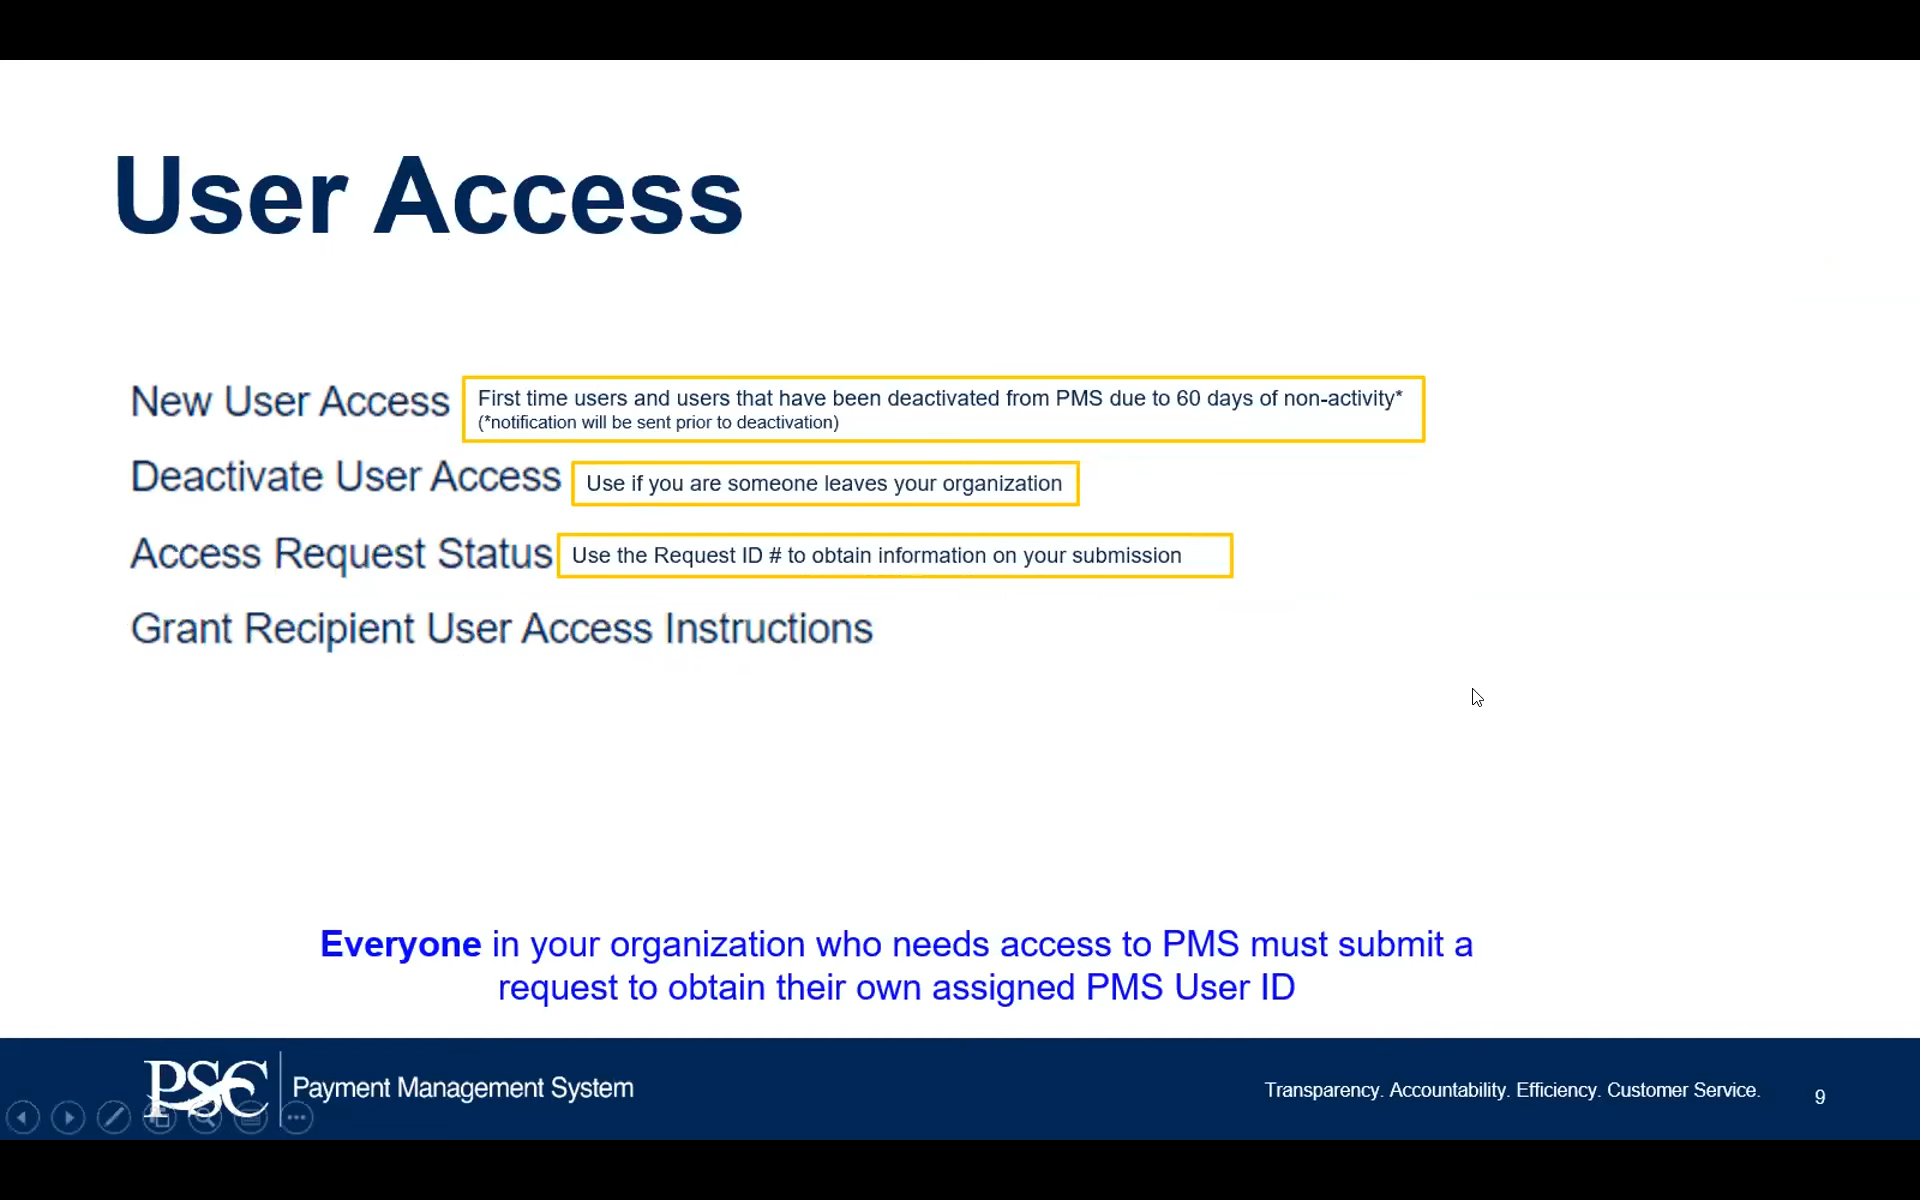 User Access
New User Access
First time users and users that have been deactivated from PMS due to 60 days of non-activity*
(*notification will be sent prior to deactivation)
Deactivate User Access
Use if you are someone leaves your organization
Access Request Status
Use the Request ID # to obtain information on your submission
Grant Recipient User Access Instructions
Everyone in your organization who needs access to PMS must submit a
request to obtain their own assigned PMS User ID
PSC Payment Management System
Transparency. Accountability. Efficiency. Customer Service.
9